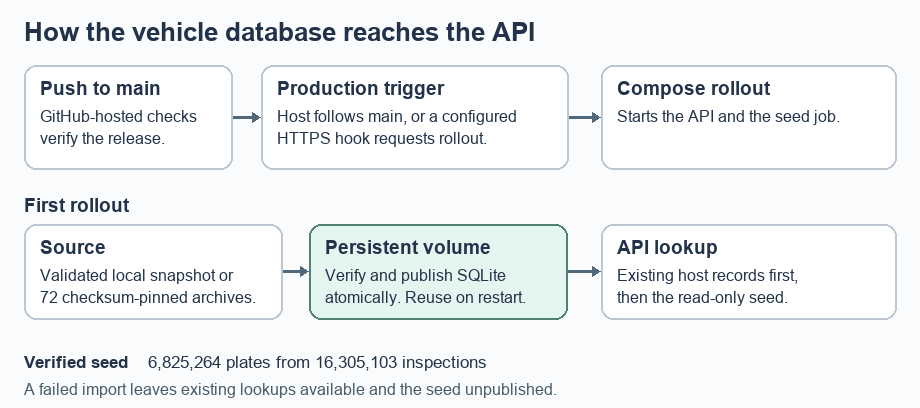 How the vehicle database reaches the API
Push to main
GitHub-hosted checks
verify the release.
Production trigger
Host follows main, or a configured
HTTPS hook requests rollout.
Compose rollout
Starts the API and the seed job.
First rollout
Source
Validated local snapshot or
72 checksum-pinned archives.
Persistent volume
Verify and publish SQLite
atomically. Reuse on restart.
API lookup
Existing host records first,
then the read-only seed.
Verified seed 6,825,264 plates from 16,305,103 inspections
A failed import leaves existing lookups available and the seed unpublished.